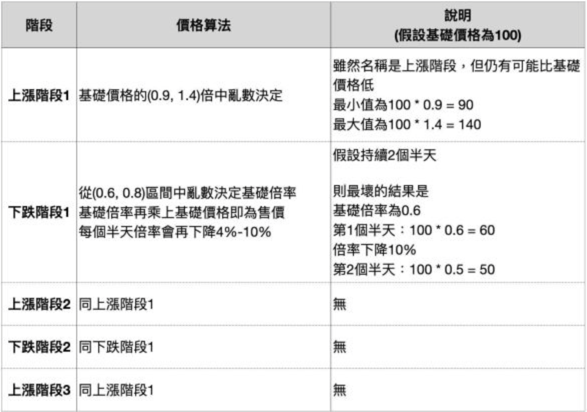 階段
價格算法
說明
(假設基礎價格為100)
上漲階段1
基礎價格的(0.9, 1.4)倍中亂數決定
雖然名稱是上漲階段，但仍有可能比基礎
價格低
最小值為100 * 0.9 = 90
最大值為100 * 1.4 = 140
下跌階段1
從(0.6, 0.8)區間中亂數決定基礎倍率
基礎倍率再乘上基礎價格即為售價
每個半天倍率會再下降4%-10%
假設持續2個半天
則最壞的結果是
基礎倍率為0.6
第1個半天：100 * 0.6 = 60
倍率下降10%
第2個半天：100 * 0.5 = 50
上漲階段2
同上漲階段1
無
下跌階段2
同下跌階段1
無
上漲階段3
同上漲階段1
無